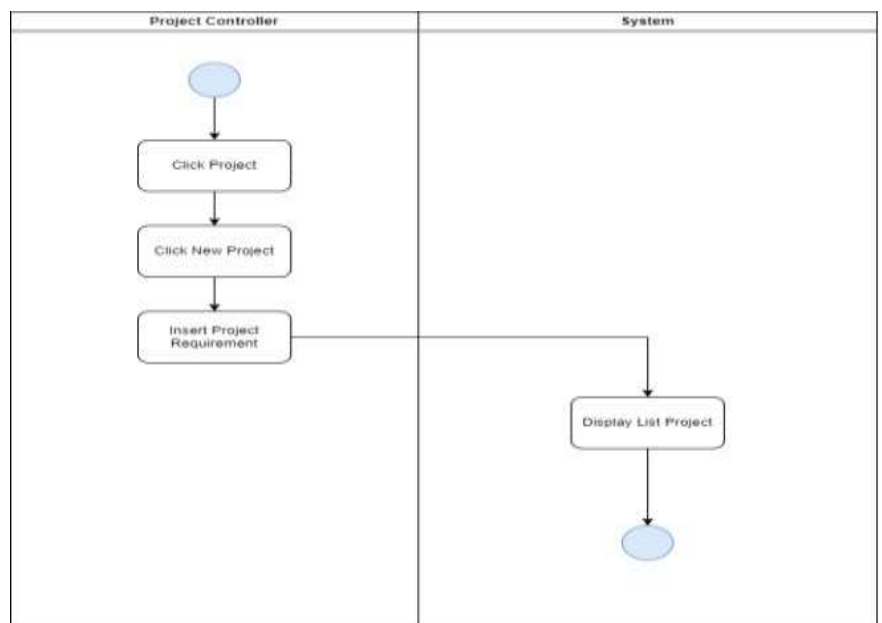 Project Controller
System
Click Project
Click New Project
Insert Project
Requirement
Display List Project